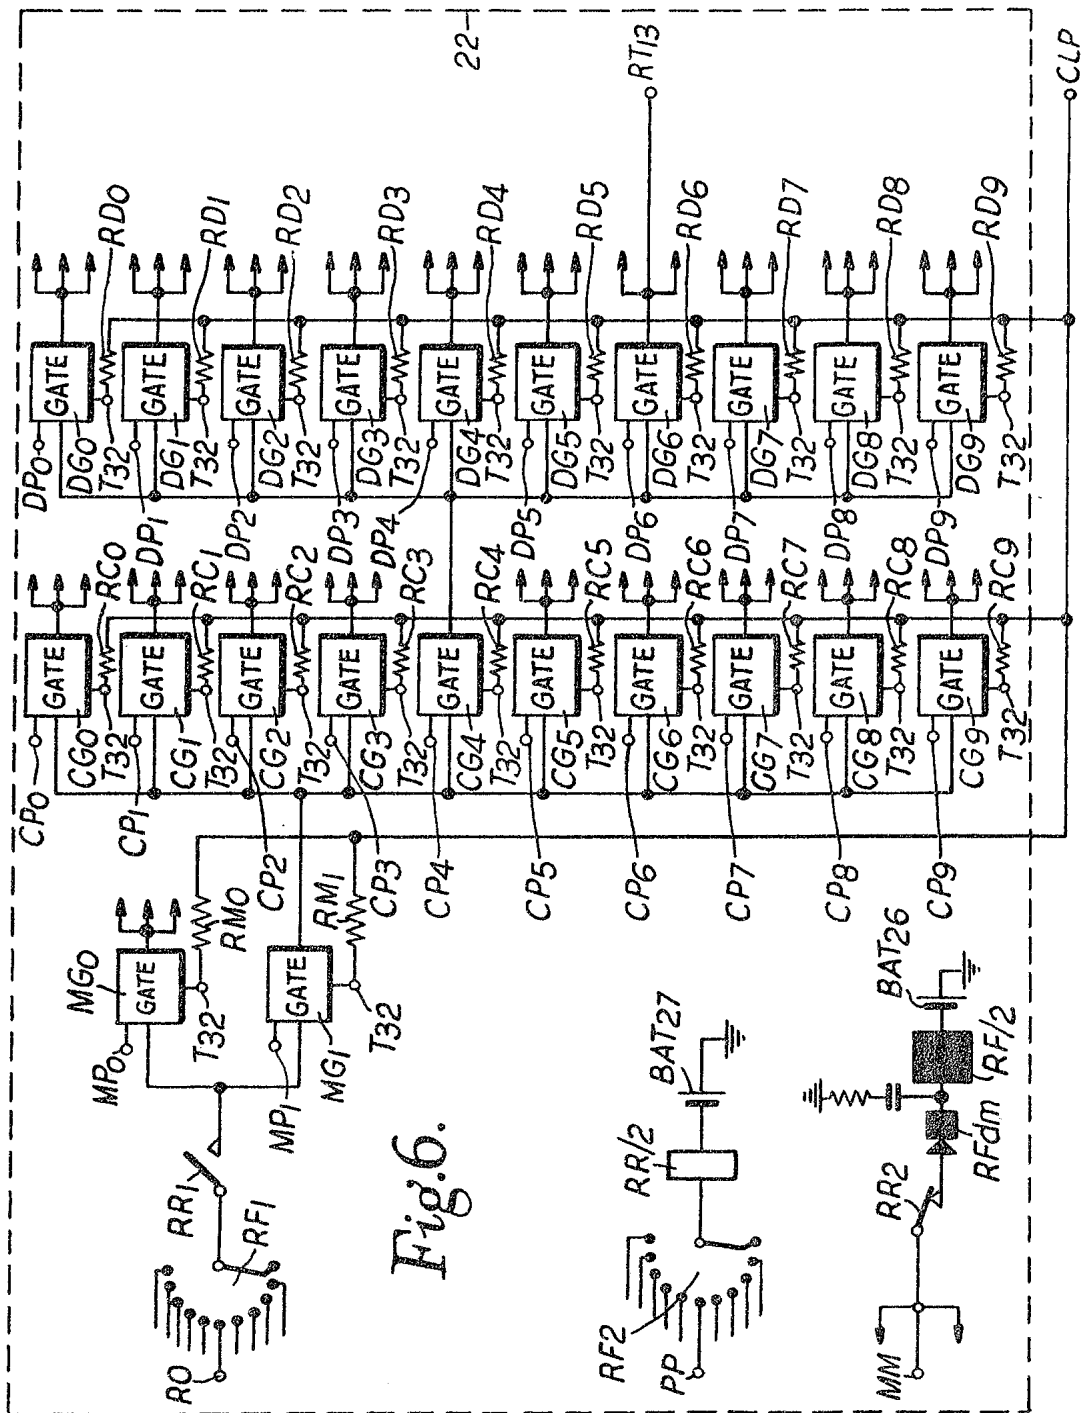 22
RT13
CLP
DP0
GATE
DG0
T32
RD0
DP1
GATE
DG1
T32
RD1
DP2
GATE
DG2
T32
RD2
DP3
GATE
DG3
T32
RD3
DP4
GATE
DG4
T32
RD4
DP5
GATE
DG5
T32
RD5
DP6
GATE
DG6
T32
RD6
DP7
GATE
DG7
T32
RD7
DP8
GATE
DG8
T32
RD8
DP9
GATE
DG9
T32
RD9
CP0
GATE
CG0
T32
RC0
CP1
GATE
CG1
T32
RC1
CP2
GATE
CG2
T32
RC2
CP3
GATE
CG3
T32
RC3
CP4
GATE
CG4
T32
RC4
CP5
GATE
CG5
T32
RC5
CP6
GATE
CG6
T32
RC6
CP7
GATE
CG7
T32
RC7
CP8
GATE
CG8
T32
RC8
CP9
GATE
CG9
T32
RC9
MG0
GATE
MP0
T32
RM0
MP1
GATE
MG1
T32
RM1
RR1
RF1
RO
Fig.6.
BAT27
RR/2
RF2
PP
BAT26
RF/2
RFdm
RR2
MM